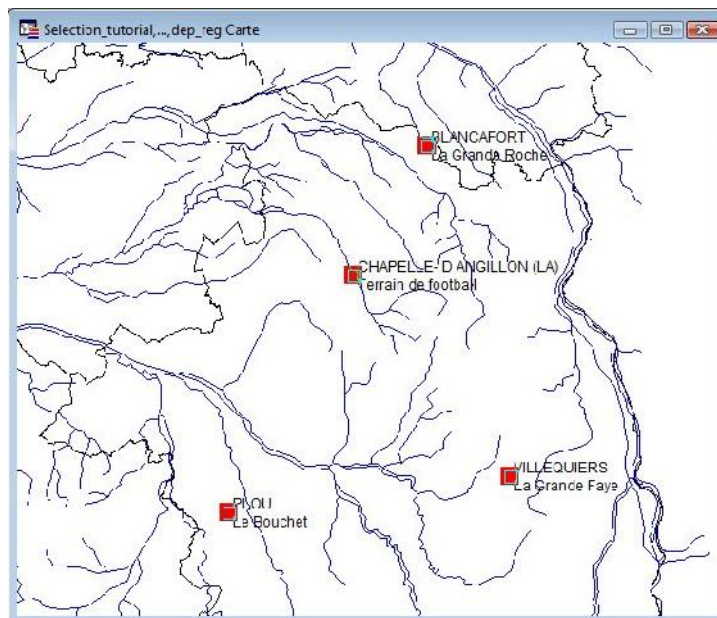 Selection_tutorial,...,dep_reg Carte
BLANCAFORT
La Grande Roche
CHAPELLE- D ANGILLON (LA)
Terrain de football
VILLEQUIERS
La Grande Faye
PLOU
Le Bouchet